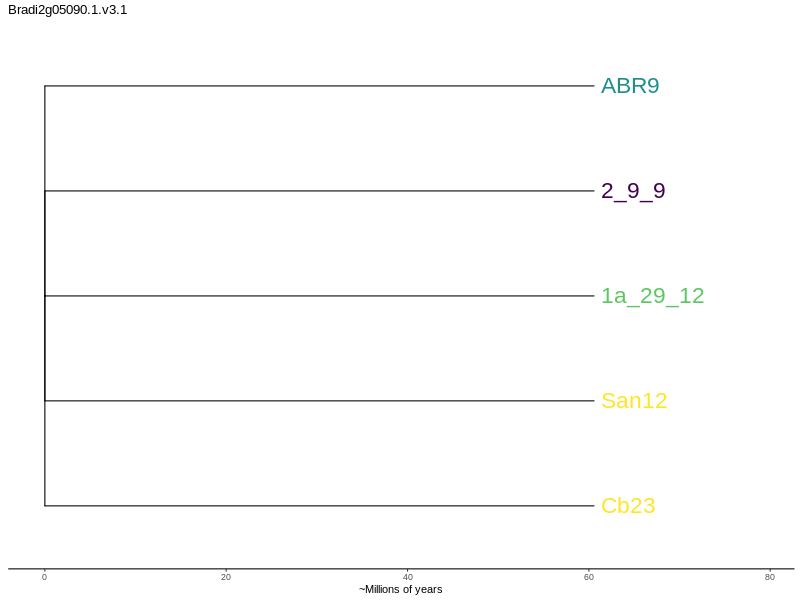 Bradi2g05090.1.v3.1
ABR9
2_9_9
1a_29_12
San12
Cb23
0 20 40 60 80
~Millions of years